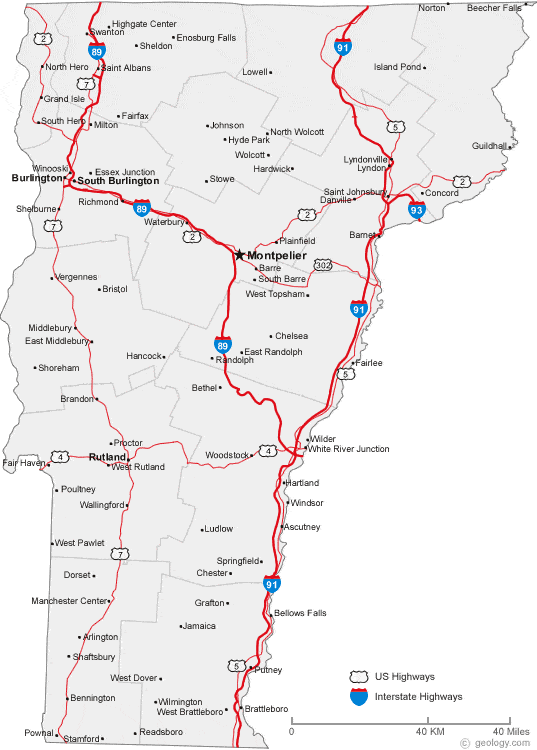 Norton
Beecher Falls
Highgate Center
Swanton
Enosburg Falls
2
Sheldon
91
89
North Hero
Saint Albans
Lowell
Island Pond
7
Grand Isle
South Hero
Milton
Fairfax
Johnson
North Wolcott
5
Hyde Park
Guildhall
Wolcott
Lyndonville
Winooski
Essex Junction
Hardwick
Lyndon
Burlington
South Burlington
Stowe
2
Saint Johnsbury
Concord
Richmond
Danville
Shelburne
89
2
93
7
Waterbury
2
Plainfield
Barnet
Montpelier
Barre
302
Vergennes
South Barre
Bristol
West Topsham
91
Middlebury
Chelsea
East Middlebury
89
Hancock
East Randolph
Randolph
Fairlee
Shoreham
5
Bethel
Brandon
Proctor
Wilder
4
Rutland
Woodstock
4
White River Junction
Fair Haven
West Rutland
Hartland
Poultney
Wallingford
Windsor
Ludlow
Ascutney
West Pawlet
7
Springfield
Dorset
Chester
91
Manchester Center
Grafton
Bellows Falls
Jamaica
Arlington
Shaftsbury
5
Putney
West Dover
US Highways
Bennington
Wilmington
Interstate Highways
West Brattleboro
Brattleboro
Pownal
Stamford
Readsboro
0
40 KM
40 Miles
© geology.com